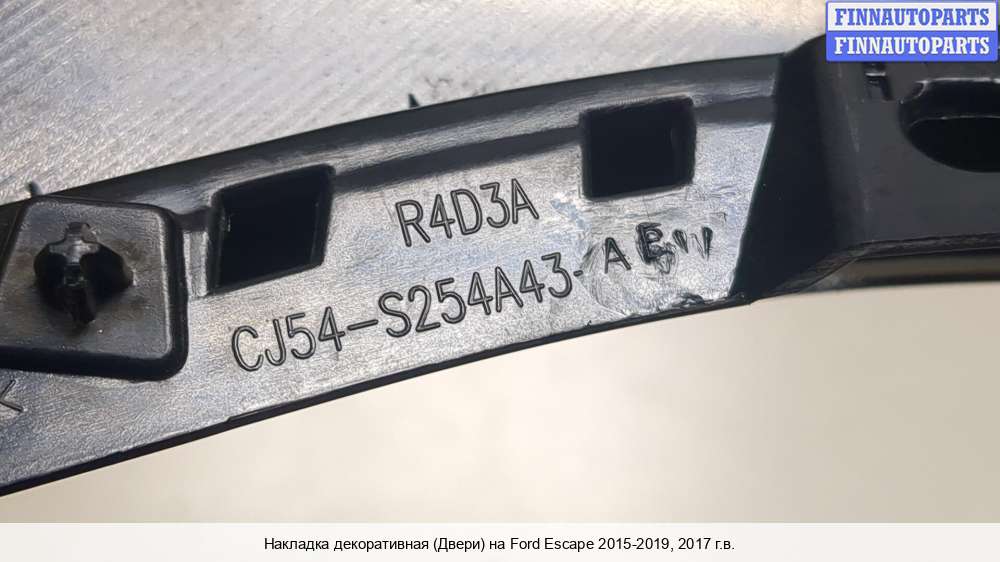 FINNAUTOPARTS
FINNAUTOPARTS
R4D3A
CJ54-S254A43-A
Накладка декоративная (Двери) на Ford Escape 2015-2019, 2017 г.в.